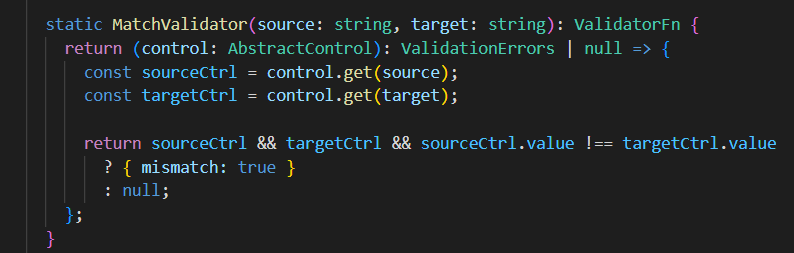 static MatchValidator(source: string, target: string): ValidatorFn {
return (control: AbstractControl): ValidationErrors | null => {
const sourceCtrl = control.get(source);
const targetCtrl = control.get(target);
return sourceCtrl && targetCtrl && sourceCtrl.value !== targetCtrl.value
? { mismatch: true }
: null;
};
}